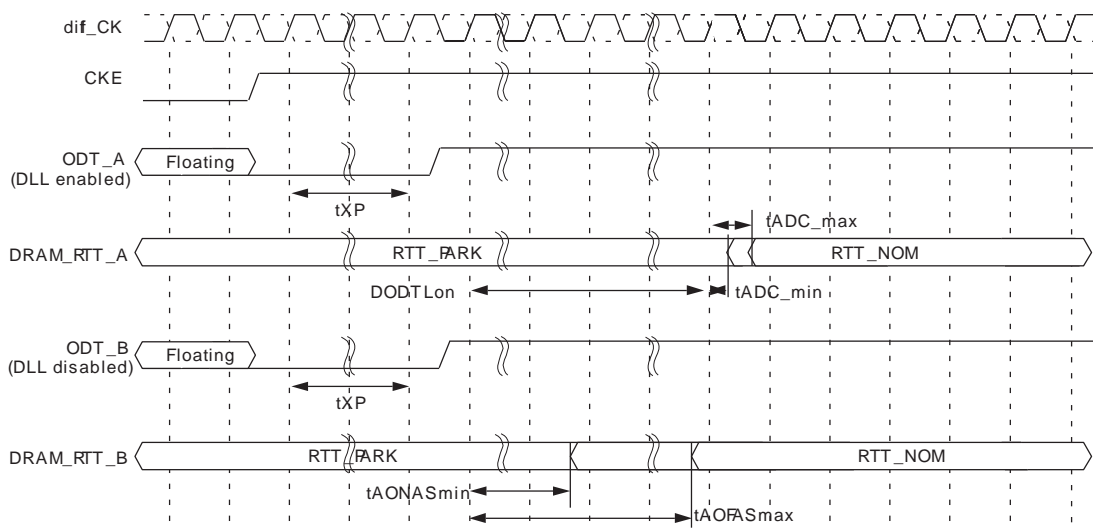 dif_CK
CKE
ODT_A
(DLL enabled)
Floating
tXP
tADC_max
DRAM_RTT_A
RTT_PARK
RTT_NOM
DODTLon
tADC_min
ODT_B
(DLL disabled)
Floating
tXP
DRAM_RTT_B
RTT_PARK
RTT_NOM
tAONASmin
tAOFASmax